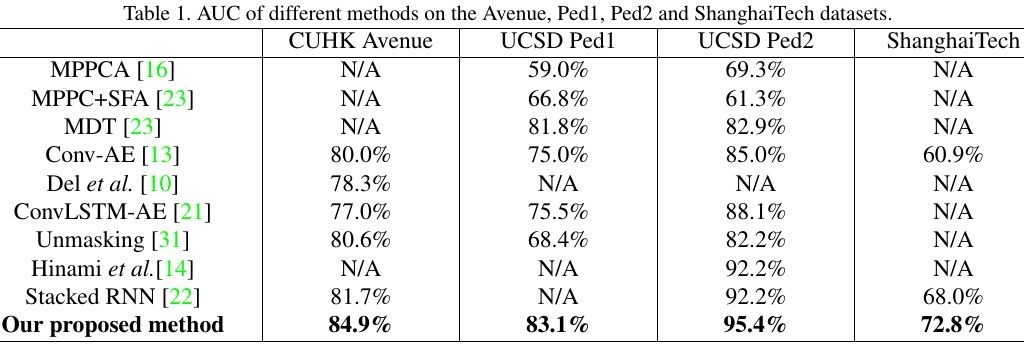 Table 1. AUC of different methods on the Avenue, Ped1, Ped2 and ShanghaiTech datasets.
CUHK Avenue UCSD Ped1 UCSD Ped2 ShanghaiTech
MPPCA [16] N/A 59.0% 69.3% N/A
MPPC+SFA [23] N/A 66.8% 61.3% N/A
MDT [23] N/A 81.8% 82.9% N/A
Conv-AE [13] 80.0% 75.0% 85.0% 60.9%
Del et al. [10] 78.3% N/A N/A N/A
ConvLSTM-AE [21] 77.0% 75.5% 88.1% N/A
Unmasking [31] 80.6% 68.4% 82.2% N/A
Hinami et al.[14] N/A N/A 92.2% N/A
Stacked RNN [22] 81.7% N/A 92.2% 68.0%
Our proposed method 84.9% 83.1% 95.4% 72.8%